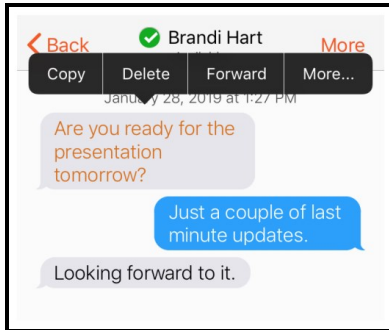 Back
Brandi Hart
More
Copy Delete Forward More...
January 28, 2019 at 1:27 PM
Are you ready for the
presentation
tomorrow?
Just a couple of last
minute updates.
Looking forward to it.